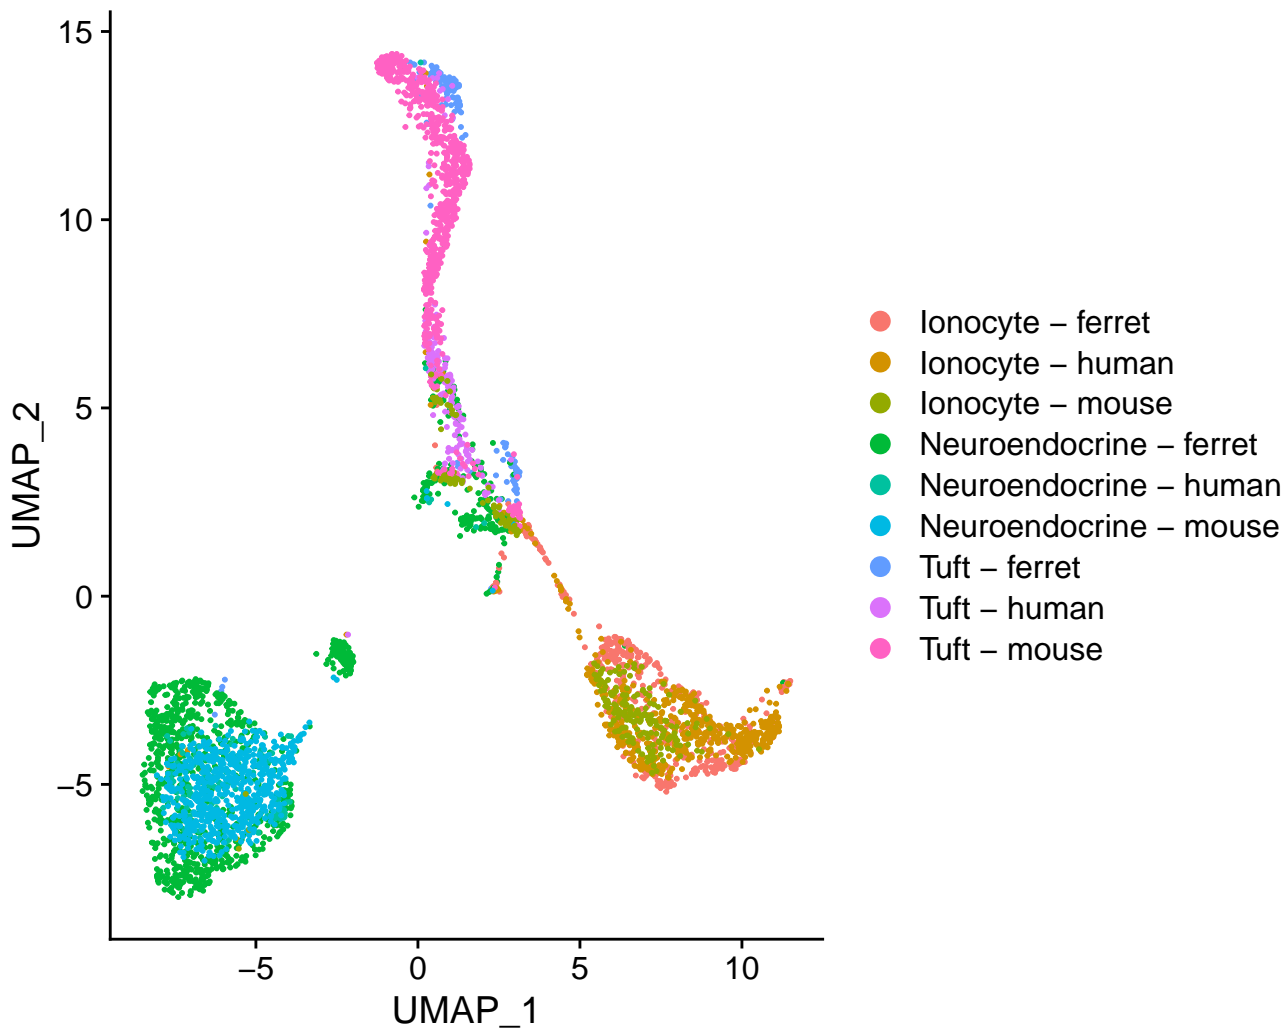 15
10
5
0
−5
−5
0
5
10
UMAP_2
UMAP_1
Ionocyte − ferret
Ionocyte − human
Ionocyte − mouse
Neuroendocrine − ferret
Neuroendocrine − human
Neuroendocrine − mouse
Tuft − ferret
Tuft − human
Tuft − mouse